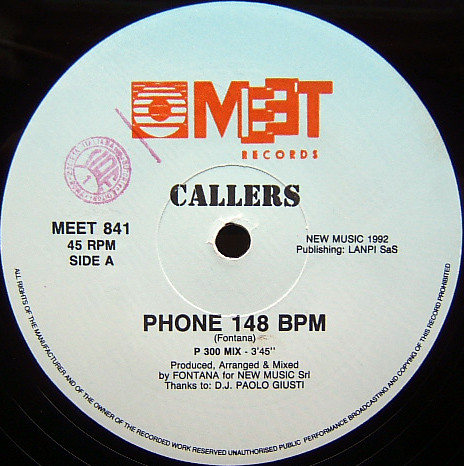 MEET
RECORDS
CALLERS
MEET 841
45 RPM
SIDE A
NEW MUSIC 1992
Publishing: LANPI SaS
PHONE 148 BPM
(Fontana)
P 300 MIX - 3'45''
Produced, Arranged & Mixed
by FONTANA for NEW MUSIC Srl
Thanks to: D.J. PAOLO GIUSTI
ALL RIGHTS OF THE MANUFACTURER AND OF THE OWNER OF THE RECORDED WORK RESERVED UNAUTHORISED PUBLIC PERFORMANCE BROADCASTING AND COPYING OF THIS RECORD PROHIBITED